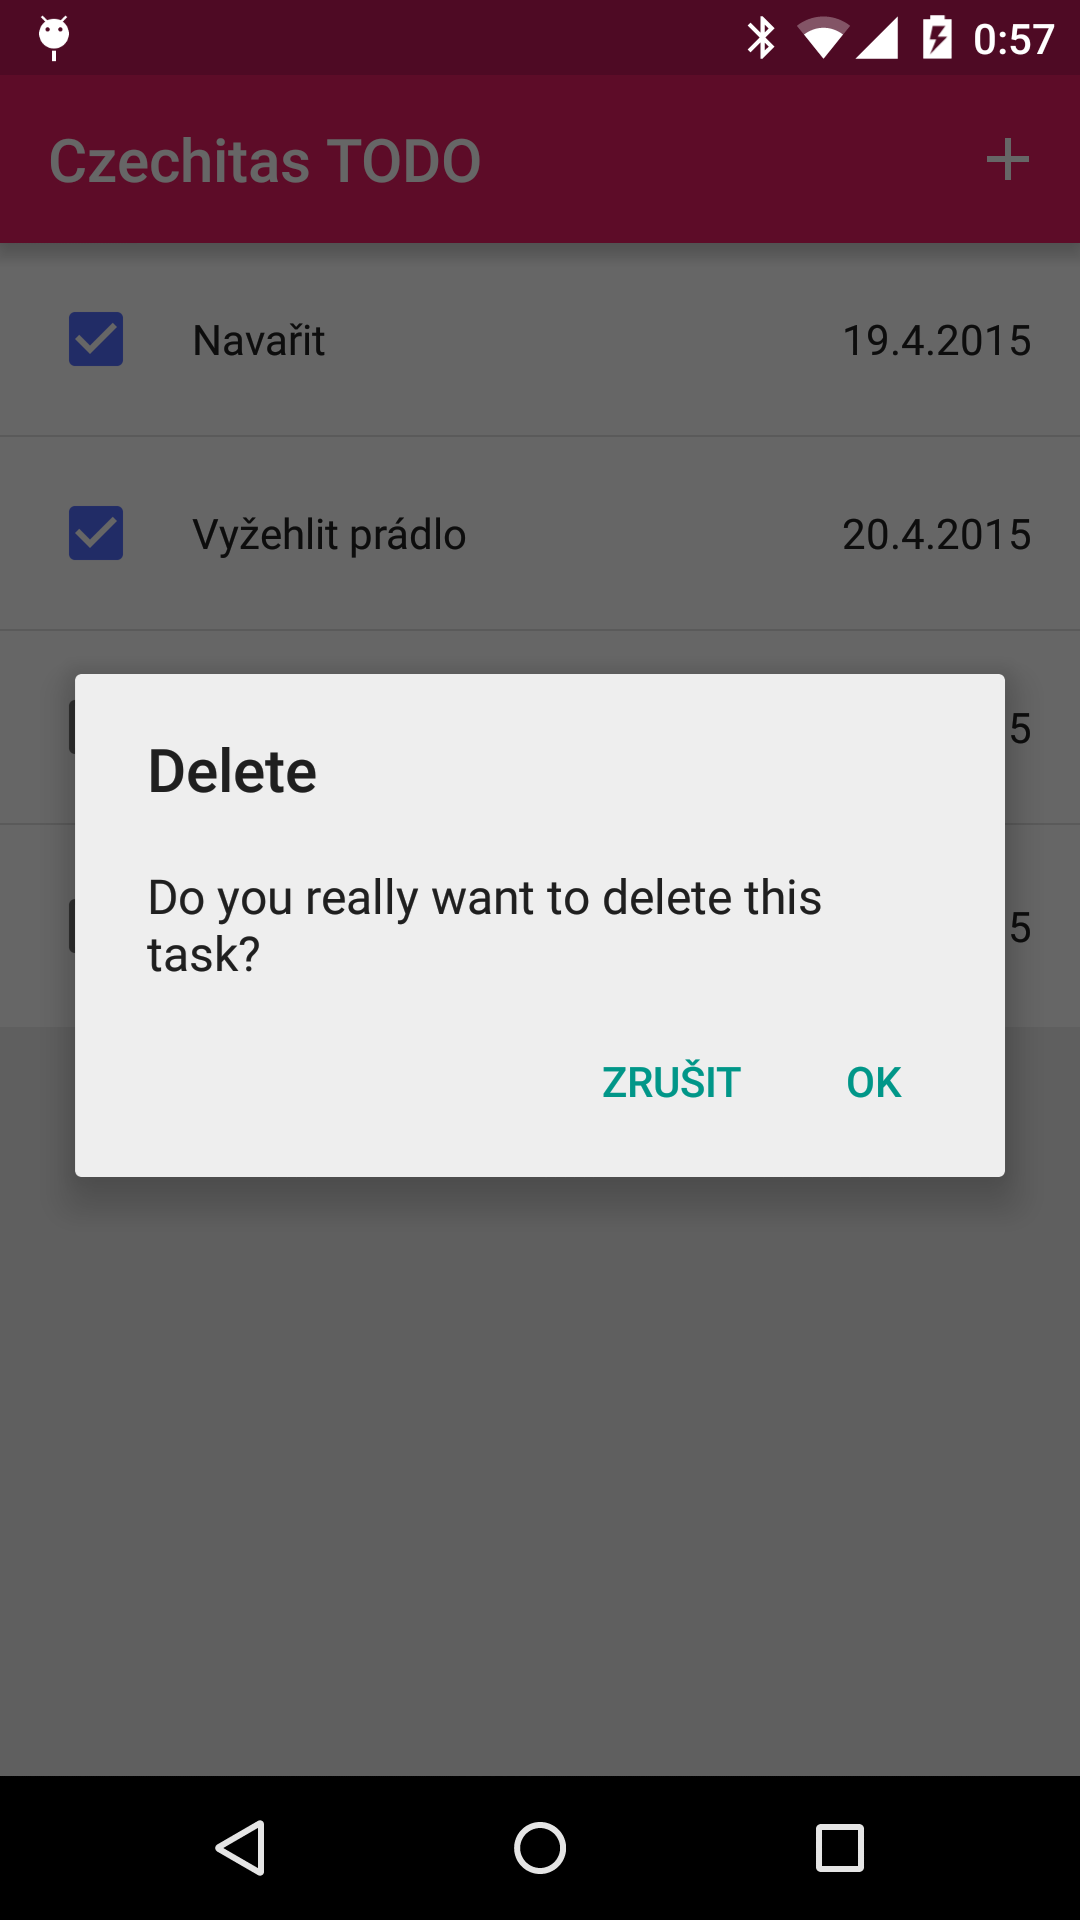 0:57
Czechitas TODO
Navařit 19.4.2015
Vyžehlit prádlo 20.4.2015
5
5
Delete
Do you really want to delete this
task?
ZRUŠIT OK